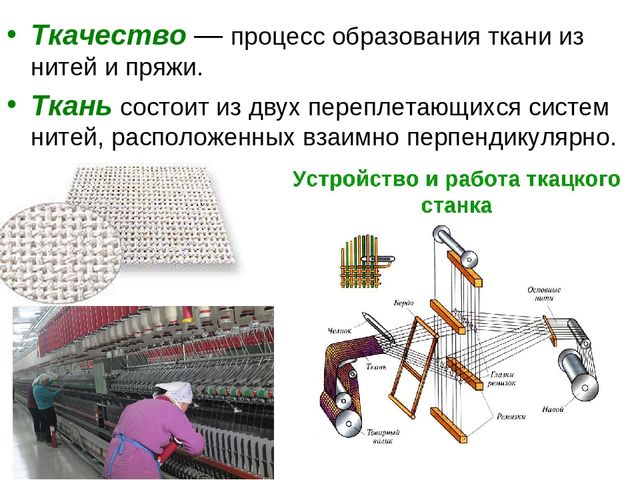 • Ткачество — процесс образования ткани из
нитей и пряжи.
• Ткань состоит из двух переплетающихся систем
нитей, расположенных взаимно перпендикулярно.
Устройство и работа ткацкого
станка
Основные
нити
Бердо
Челнок
Ткань
Глазки
ремизок
Навой
Ремизки
Товарный
валик